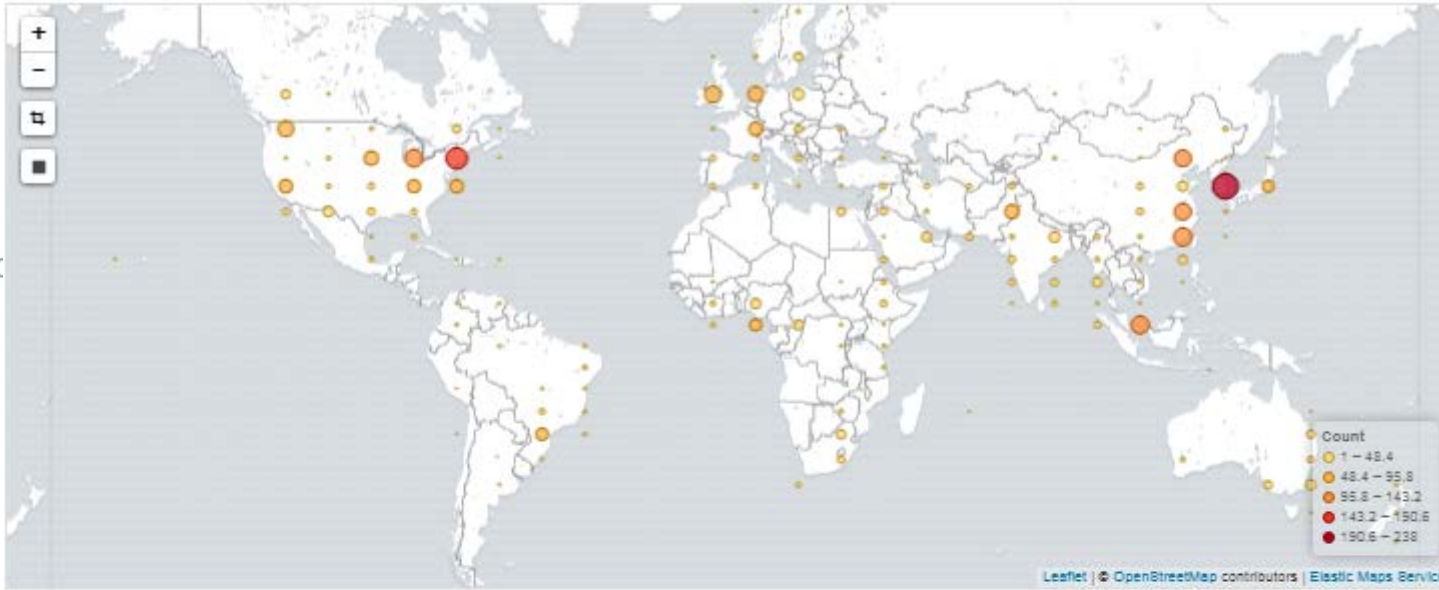 +
−
Count
1 – 48.4
48.4 – 95.8
95.8 – 143.2
143.2 – 190.6
190.6 – 238
Leaflet | © OpenStreetMap contributors | Elastic Maps Servic